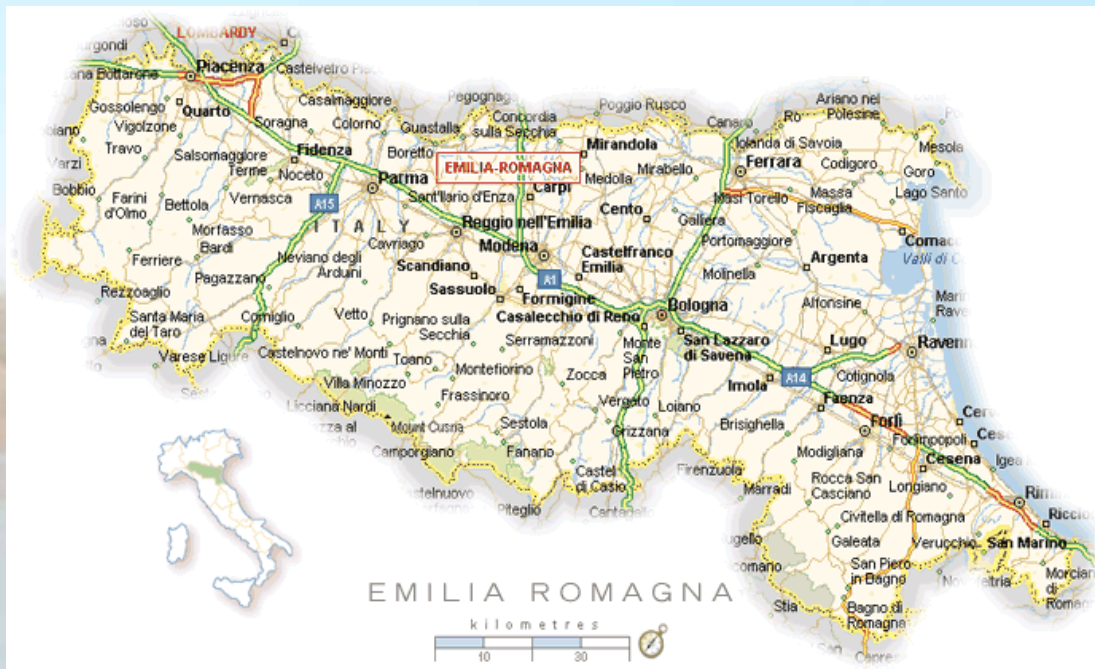 LOMBARDY
Piacenza
Castelvetro
Gossolengo
Quarto
Casalmaggiore
Pegognaga
Poggio Rusco
Ariano nel
Polesine
Vigolzone
Soragna
Colorno
Guastalla
Concordia
sulla Secchia
Canaro
Ro
Mesola
Travo
Salsomaggiore
Terme
Fidenza
Boretto
Mirandola
Iolanda di Savoia
Varzi
Noceto
EMILIA-ROMAGNA
Medolla
Mirabello
Ferrara
Codigoro
Goro
Bobbio
Parma
Carpi
Lago Santo
Farini
d'Olmo
Bettola
Vernasca
A15
Sant'Ilario d'Enza
Cento
Masi Torello
Massa
Fiscaglia
ITALY
Reggio nell'Emilia
Galliera
Morfasso
Bardi
Cavriago
Modena
Castelfranco
Emilia
Portomaggiore
Ferriere
Neviano degli
Arduni
Scandiano
A1
Molinella
Argenta
Pagazzano
Sassuolo
Formigine
Rezzoaglio
Bologna
Alfonsine
Santa Maria
del Taro
Corniglio
Vetto
Prignano sulla
Secchia
Casalecchio di Reno
Serramazzoni
Monte
San
Pietro
San Lazzaro
di Savena
Lugo
Varese Ligure
Castelnovo ne' Monti
Toano
Montefiorino
Zocca
Imola
A14
Cotignola
Villa Minozzo
Frassinoro
Vergato
Loiano
Faenza
Licciana Nardi
Mount Cusna
Sestola
Grizzana
Brisighella
Forlì
Camporgiano
Fanano
Castel
di Casio
Firenzuola
Modigliana
Forlimpopoli
Cesena
Piteglio
Marradi
Rocca San
Casciano
Longiano
Civitella di Romagna
Galeata
Verucchio
San Marino
San Piero
in Bagno
Stia
Bagno di
Romagna
EMILIA ROMAGNA
kilometres
10 30